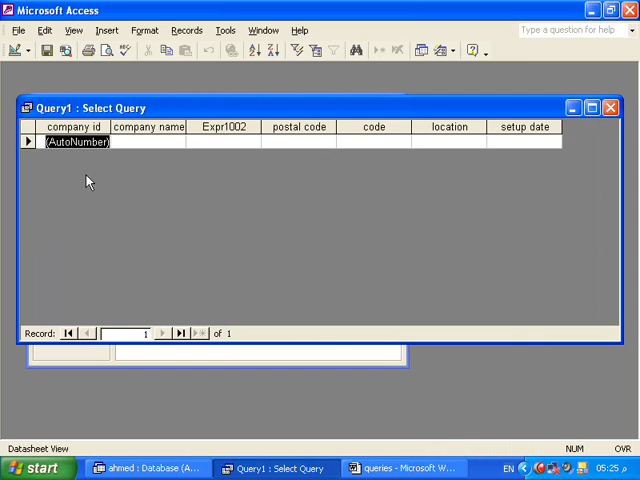 Microsoft Access
File Edit View Insert Format Records Tools Window Help
Type a question for help
Query1 : Select Query
company id company name Expr1002 postal code code location setup date
(AutoNumber)
Record: 1 of 1
Datasheet View NUM OVR
start ahmed : Database (A... Query1 : Select Query queries - Microsoft W... EN 05:25 م